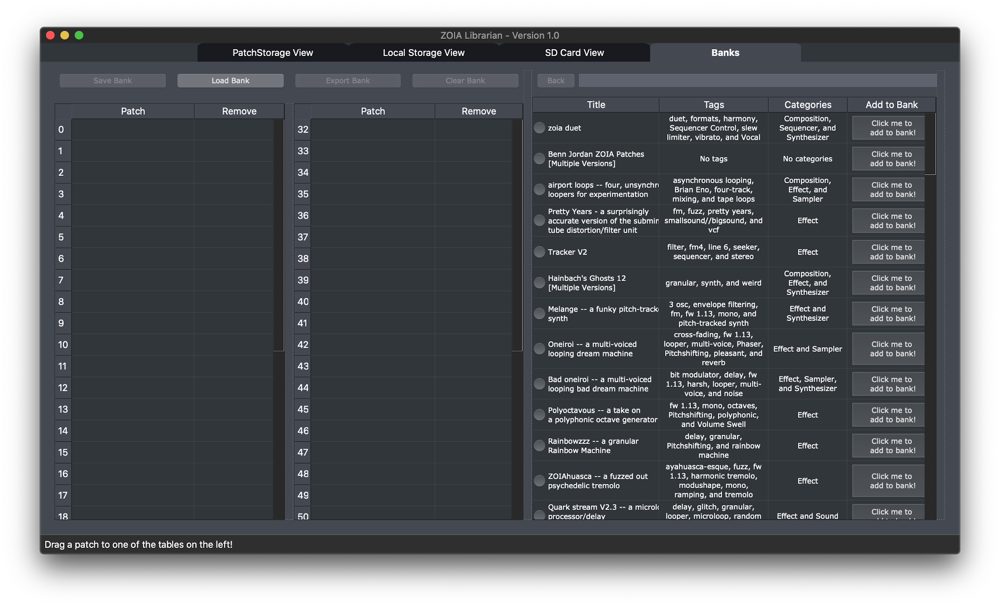 ZOIA Librarian - Version 1.0
PatchStorage View
Local Storage View
SD Card View
Banks
Save Bank
Load Bank
Export Bank
Clear Bank
Back
Patch
Remove
0
1
2
3
4
5
6
7
8
9
10
11
12
13
14
15
16
17
18
Patch
Remove
32
33
34
35
36
37
38
39
40
41
42
43
44
45
46
47
48
49
50
Title
Tags
Categories
Add to Bank
zoia duet
duet, formats, harmony,
Sequencer Control, slew
limiter, vibrato, and Vocal
Composition,
Sequencer, and
Synthesizer
Click me to
add to bank!
Benn Jordan ZOIA Patches
[Multiple Versions]
No tags
No categories
Click me to
add to bank!
airport loops -- four, unsynchr
loopers for experimentation
asynchronous looping,
Brian Eno, four-track,
mixing, and tape loops
Composition,
Effect, and
Sampler
Click me to
add to bank!
Pretty Years - a surprisingly
accurate version of the submin
tube distortion/filter unit
fm, fuzz, pretty years,
smallsound//bigsound, and
vcf
Effect
Click me to
add to bank!
Tracker V2
filter, fm4, line 6, seeker,
sequencer, and stereo
Effect
Click me to
add to bank!
Hainbach's Ghosts 12
[Multiple Versions]
granular, synth, and weird
Composition,
Effect, and
Synthesizer
Click me to
add to bank!
Melange -- a funky pitch-track
synth
3 osc, envelope filtering,
fm, fw 1.13, mono, and
pitch-tracked synth
Effect and
Synthesizer
Click me to
add to bank!
Oneiroi -- a multi-voiced
looping dream machine
cross-fading, fw 1.13,
looper, multi-voice, Phaser,
Pitchshifting, pleasant, and
reverb
Effect and Sampler
Click me to
add to bank!
Bad oneiroi -- a multi-voiced
looping bad dream machine
bit modulator, delay, fw
1.13, harsh, looper, multi-
voice, and noise
Effect, Sampler,
and Synthesizer
Click me to
add to bank!
Polyoctavous -- a take on
a polyphonic octave generator
fw 1.13, mono, octaves,
Pitchshifting, polyphonic,
and Volume Swell
Effect
Click me to
add to bank!
Rainbowzzz -- a granular
Rainbow Machine
delay, granular,
Pitchshifting, and rainbow
machine
Effect
Click me to
add to bank!
ZOIAhuasca -- a fuzzed out
psychedelic tremolo
ayahuasca-esque, fuzz, fw
1.13, harmonic tremolo,
modushape, mono,
ramping, and tremolo
Effect
Click me to
add to bank!
Quark stream V2.3 -- a microl
processor/delay
delay, glitch, granular,
looper, microloop, random
Effect and Sound
Click me to
Drag a patch to one of the tables on the left!